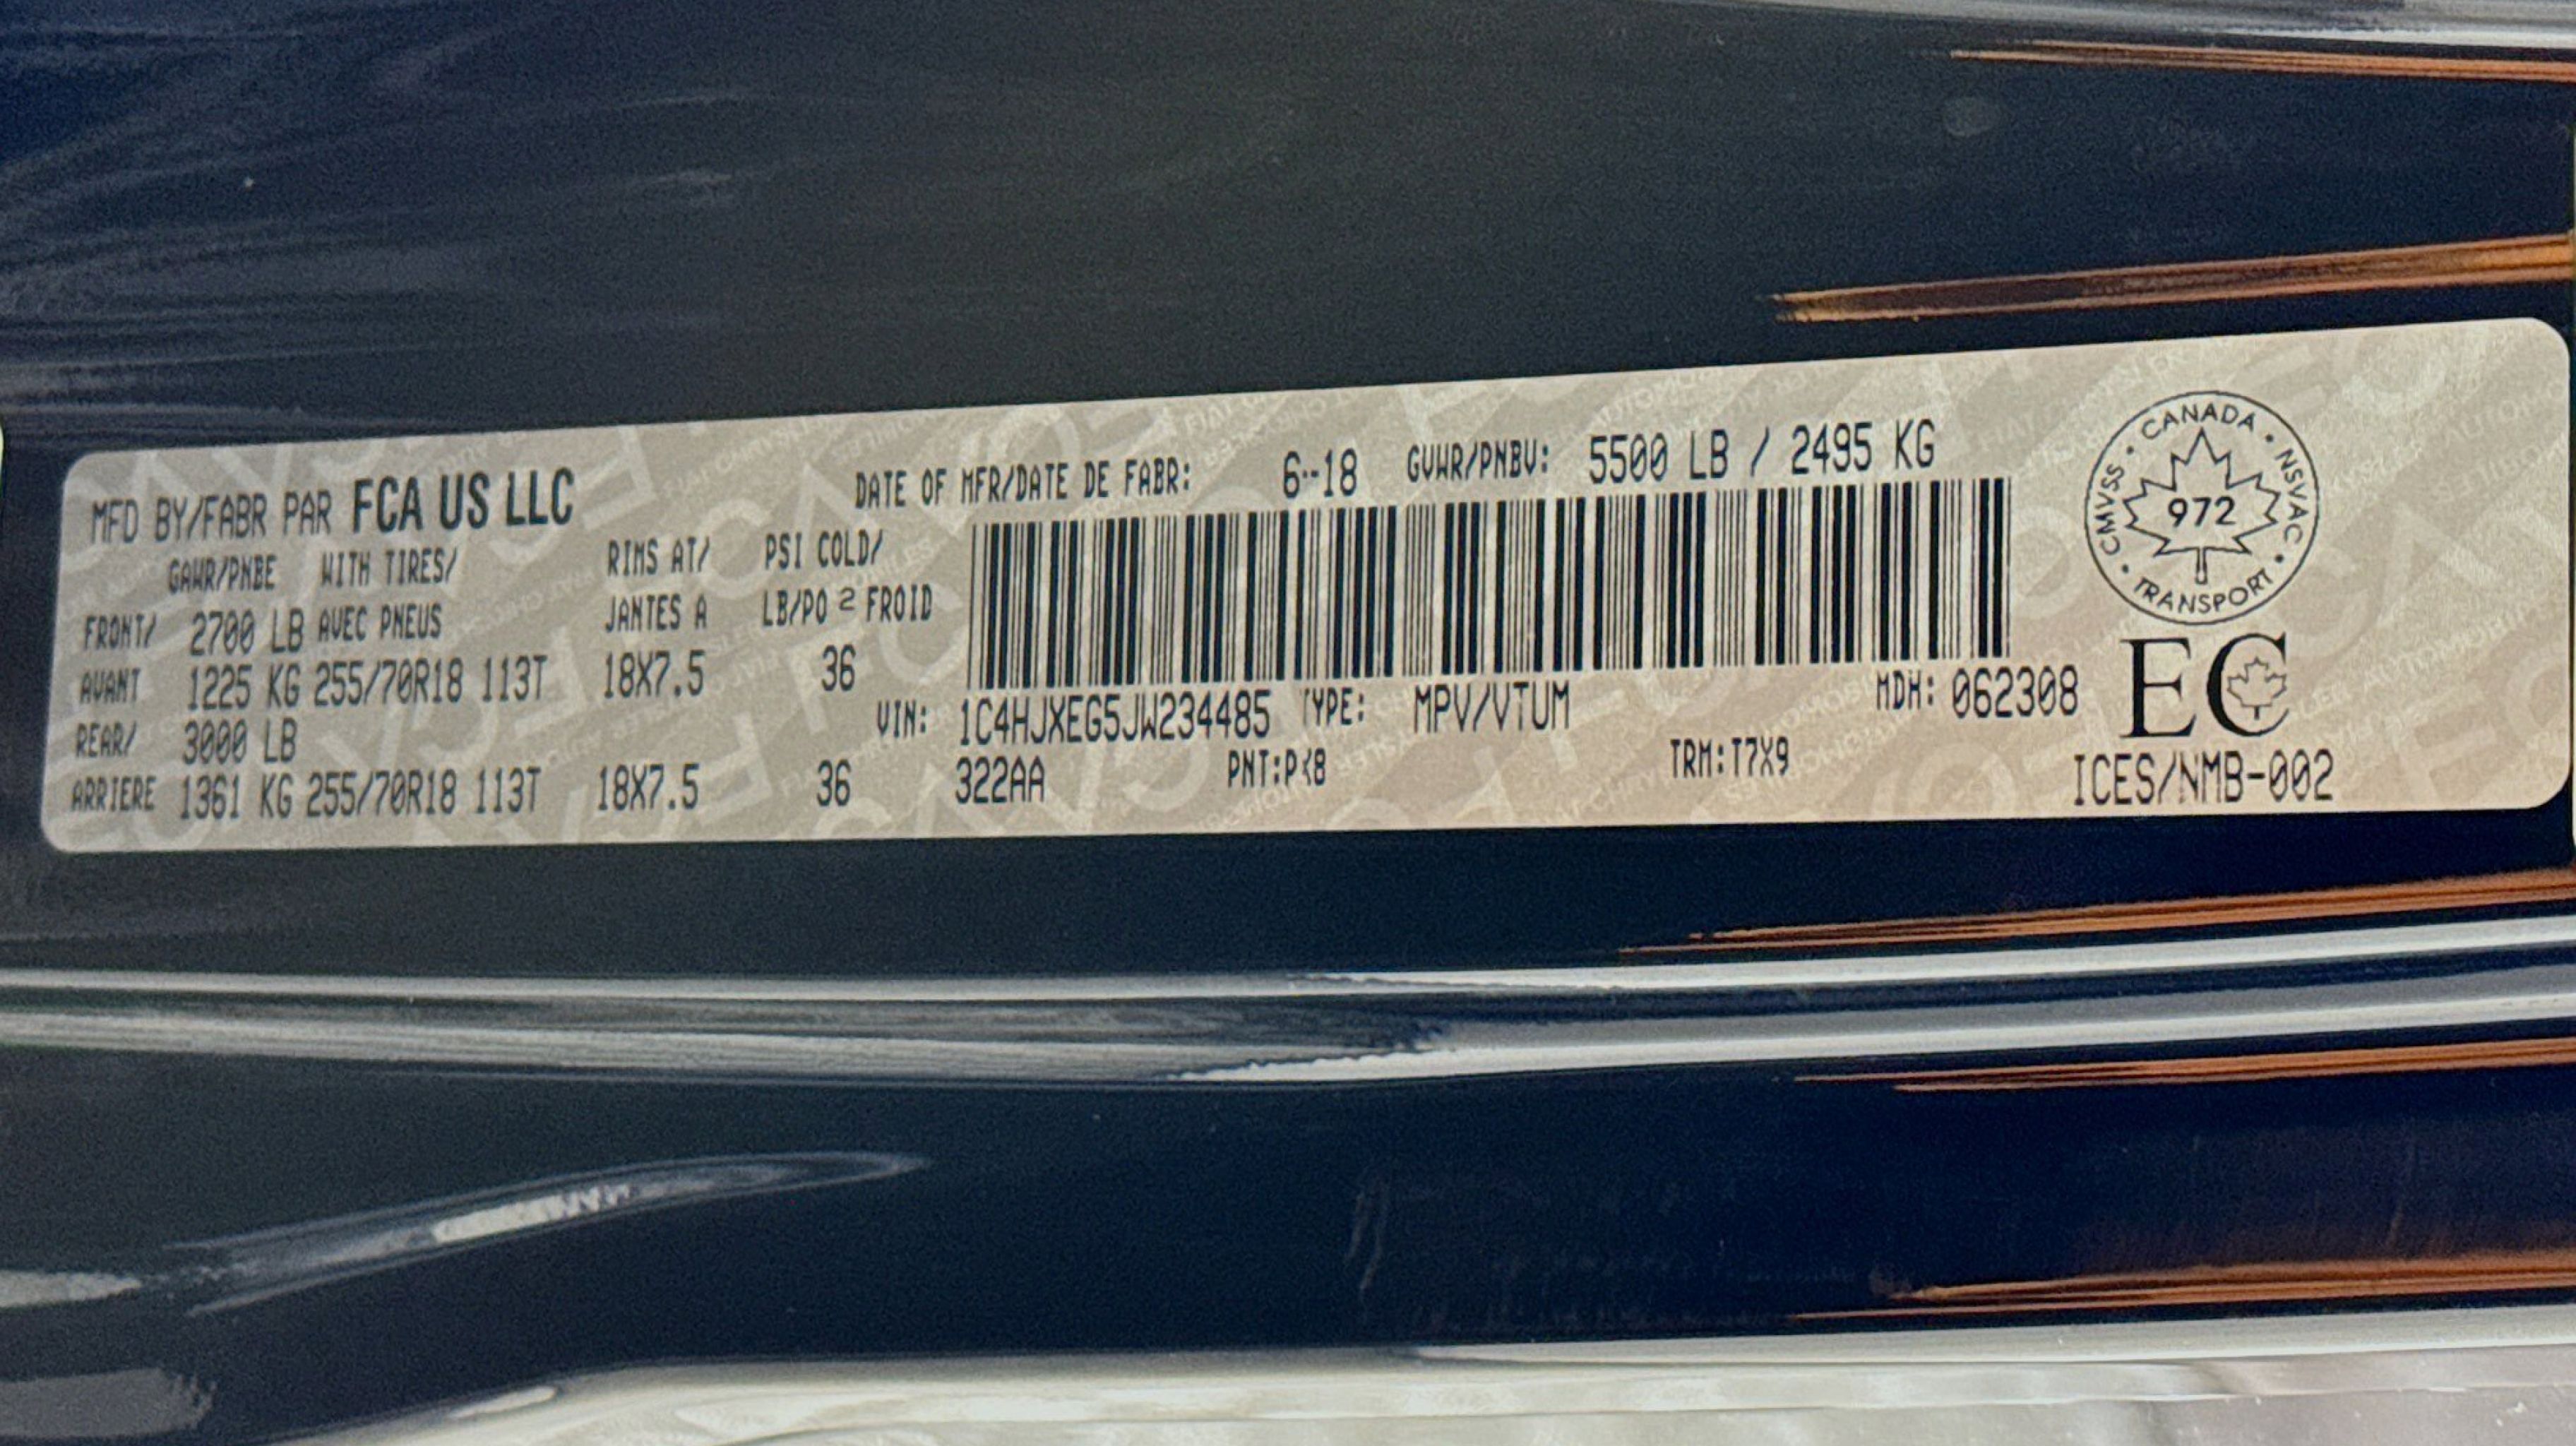 MFD BY/FABR PAR FCA US LLC
DATE OF MFR/DATE DE FABR: 6-18 GVWR/PNBV: 5500 LB / 2495 KG
GAWR/PNBE WITH TIRES/ RIMS AT/ PSI COLD/
FRONT/ 2700 LB AVEC PNEUS JANTES A LB/PO 2 FROID
AVANT 1225 KG 255/70R18 113T 18X7.5 36
REAR/ 3000 LB
ARRIERE 1361 KG 255/70R18 113T 18X7.5 36
VIN: 1C4HJXEG5JW234485 TYPE: MPV/VTUM MDH: 062308
322AA PNT: TRM:T7X9
CANADA • NSVAC • TRANSPORT • CMVSS •
972
EC
ICES/NMB-002